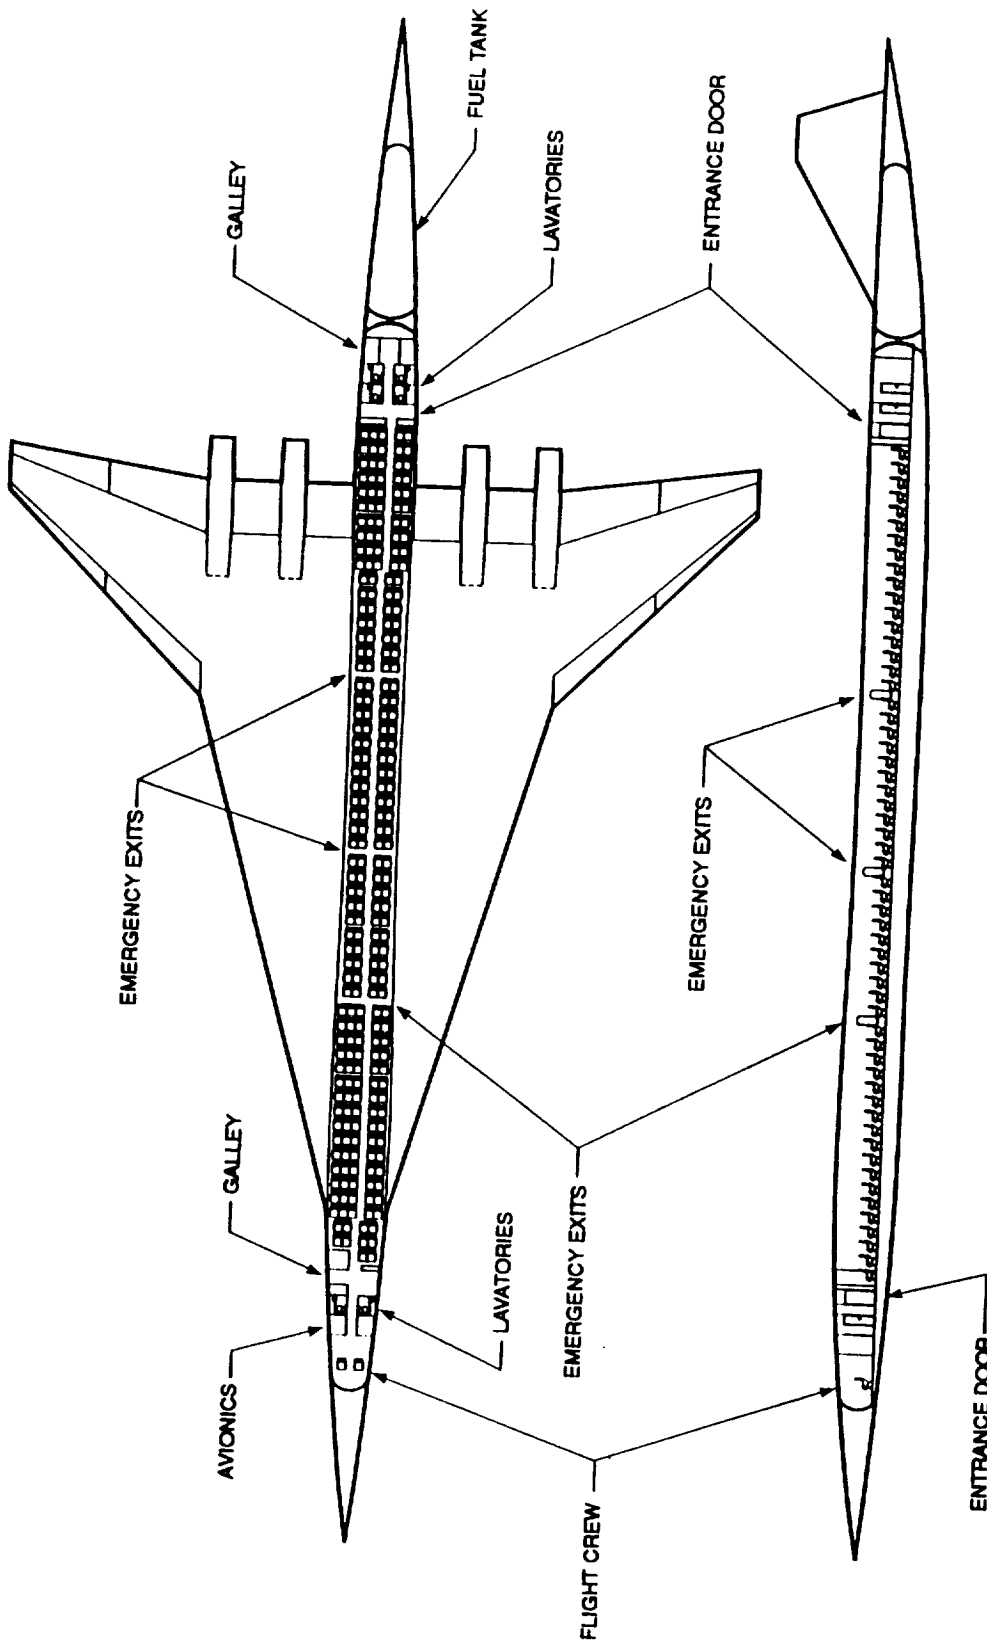 GALLEY
FUEL TANK
LAVATORIES
ENTRANCE DOOR
EMERGENCY EXITS
EMERGENCY EXITS
GALLEY
AVIONICS
LAVATORIES
EMERGENCY EXITS
FLIGHT CREW
ENTRANCE DOOR